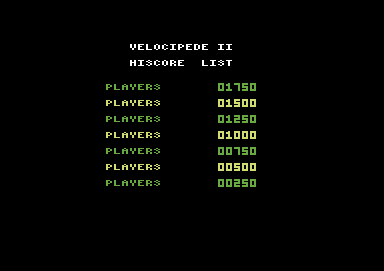 VELOCIPEDE II
HISCORE LIST
PLAYERS 01750
PLAYERS 01500
PLAYERS 01250
PLAYERS 01000
PLAYERS 00750
PLAYERS 00500
PLAYERS 00250